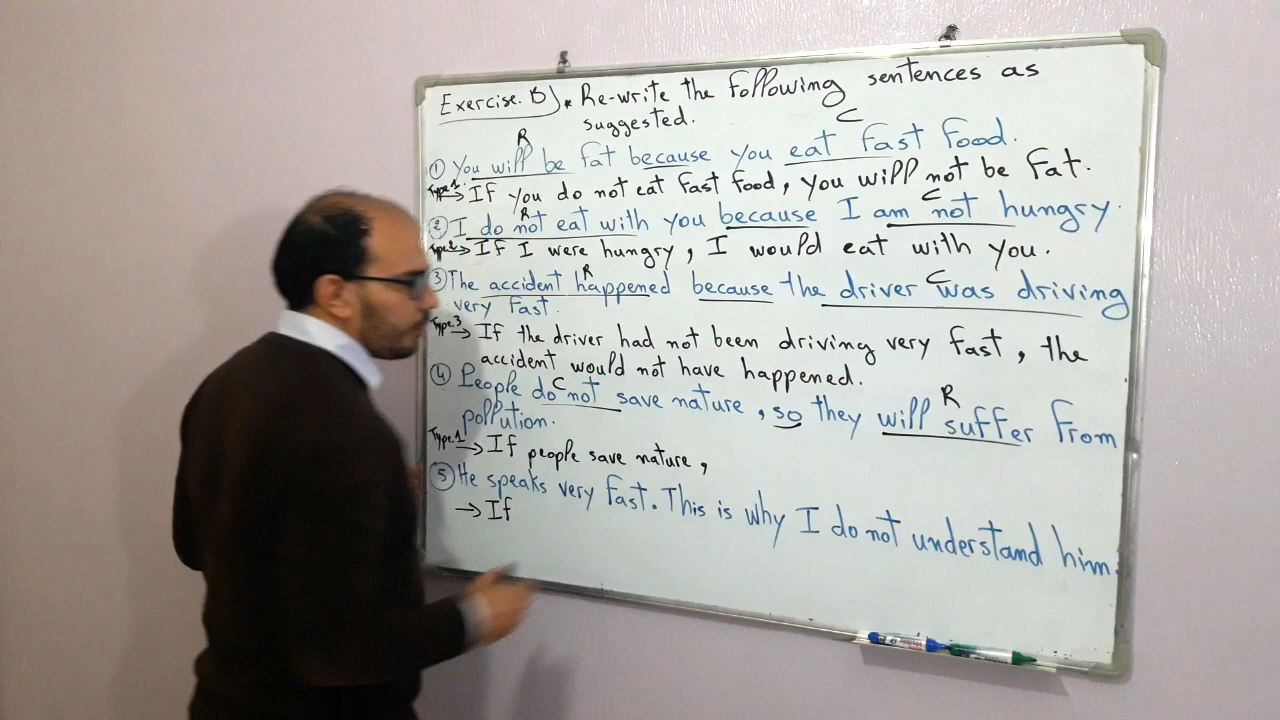 Exercise. B) * Re-write the following sentences as
suggested.
R C
① You will be fat because you eat fast food.
Type.1 → If you do not eat fast food, you will not be fat.
R C
② I do not eat with you because I am not hungry.
Type2 → If I were hungry, I would eat with you.
R C
③ The accident happened because the driver was driving
very fast.
Type.3 → If the driver had not been driving very fast, the
accident would not have happened.
C R
④ People do not save nature, so they will suffer from
pollution.
Type.1 → If people save nature,
⑤ He speaks very fast. This is why I do not understand him.
→ If